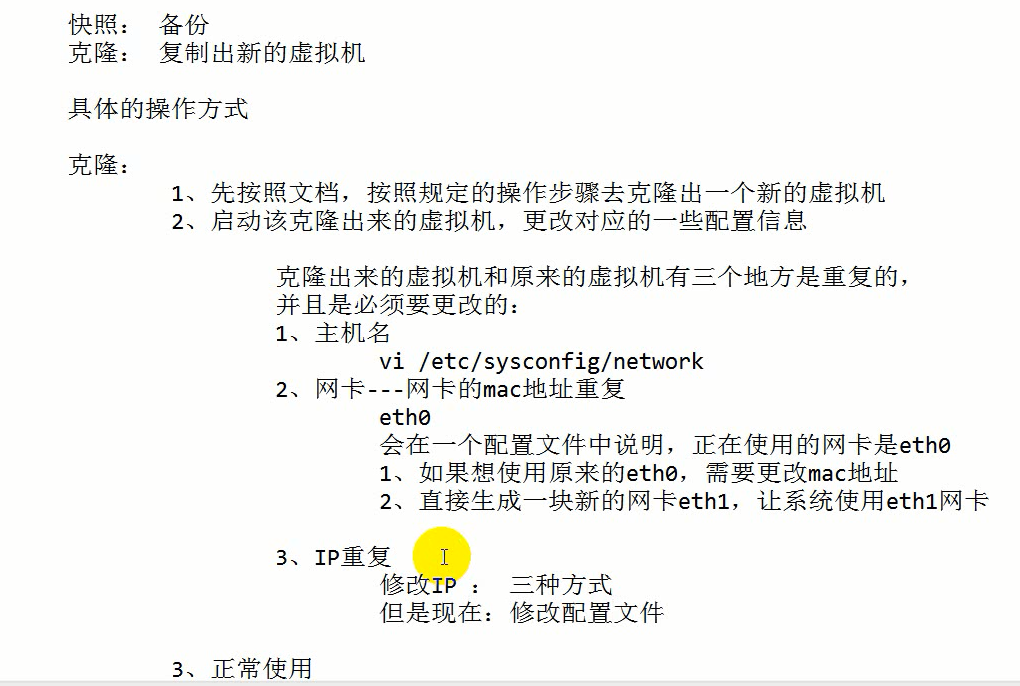 快照： 备份
克隆： 复制出新的虚拟机
具体的操作方式
克隆：
1、先按照文档，按照规定的操作步骤去克隆出一个新的虚拟机
2、启动该克隆出来的虚拟机，更改对应的一些配置信息
克隆出来的虚拟机和原来的虚拟机有三个地方是重复的，
并且是必须要更改的：
1、主机名
vi /etc/sysconfig/network
2、网卡---网卡的mac地址重复
eth0
会在一个配置文件中说明，正在使用的网卡是eth0
1、如果想使用原来的eth0，需要更改mac地址
2、直接生成一块新的网卡eth1，让系统使用eth1网卡
3、IP重复
修改IP ： 三种方式
但是现在：修改配置文件
3、正常使用